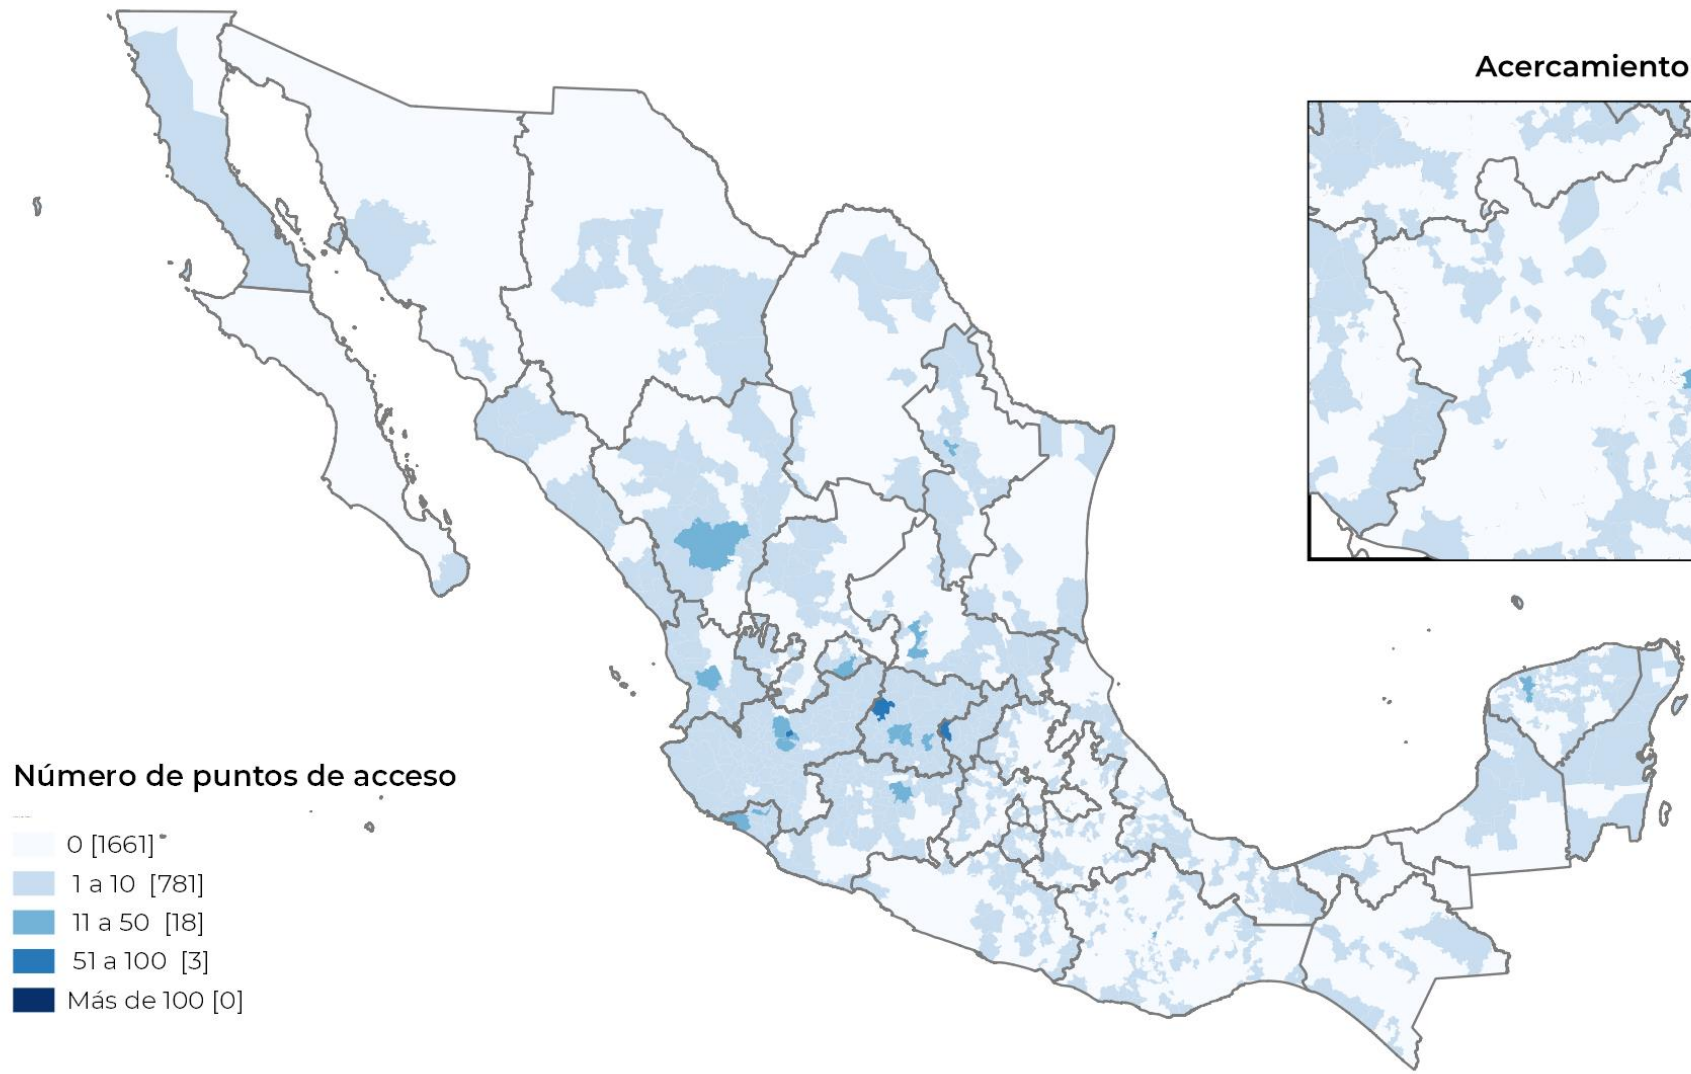 Acercamiento
Número de puntos de acceso
0 [1661]
1 a 10 [781]
11 a 50 [18]
51 a 100 [3]
Más de 100 [0]